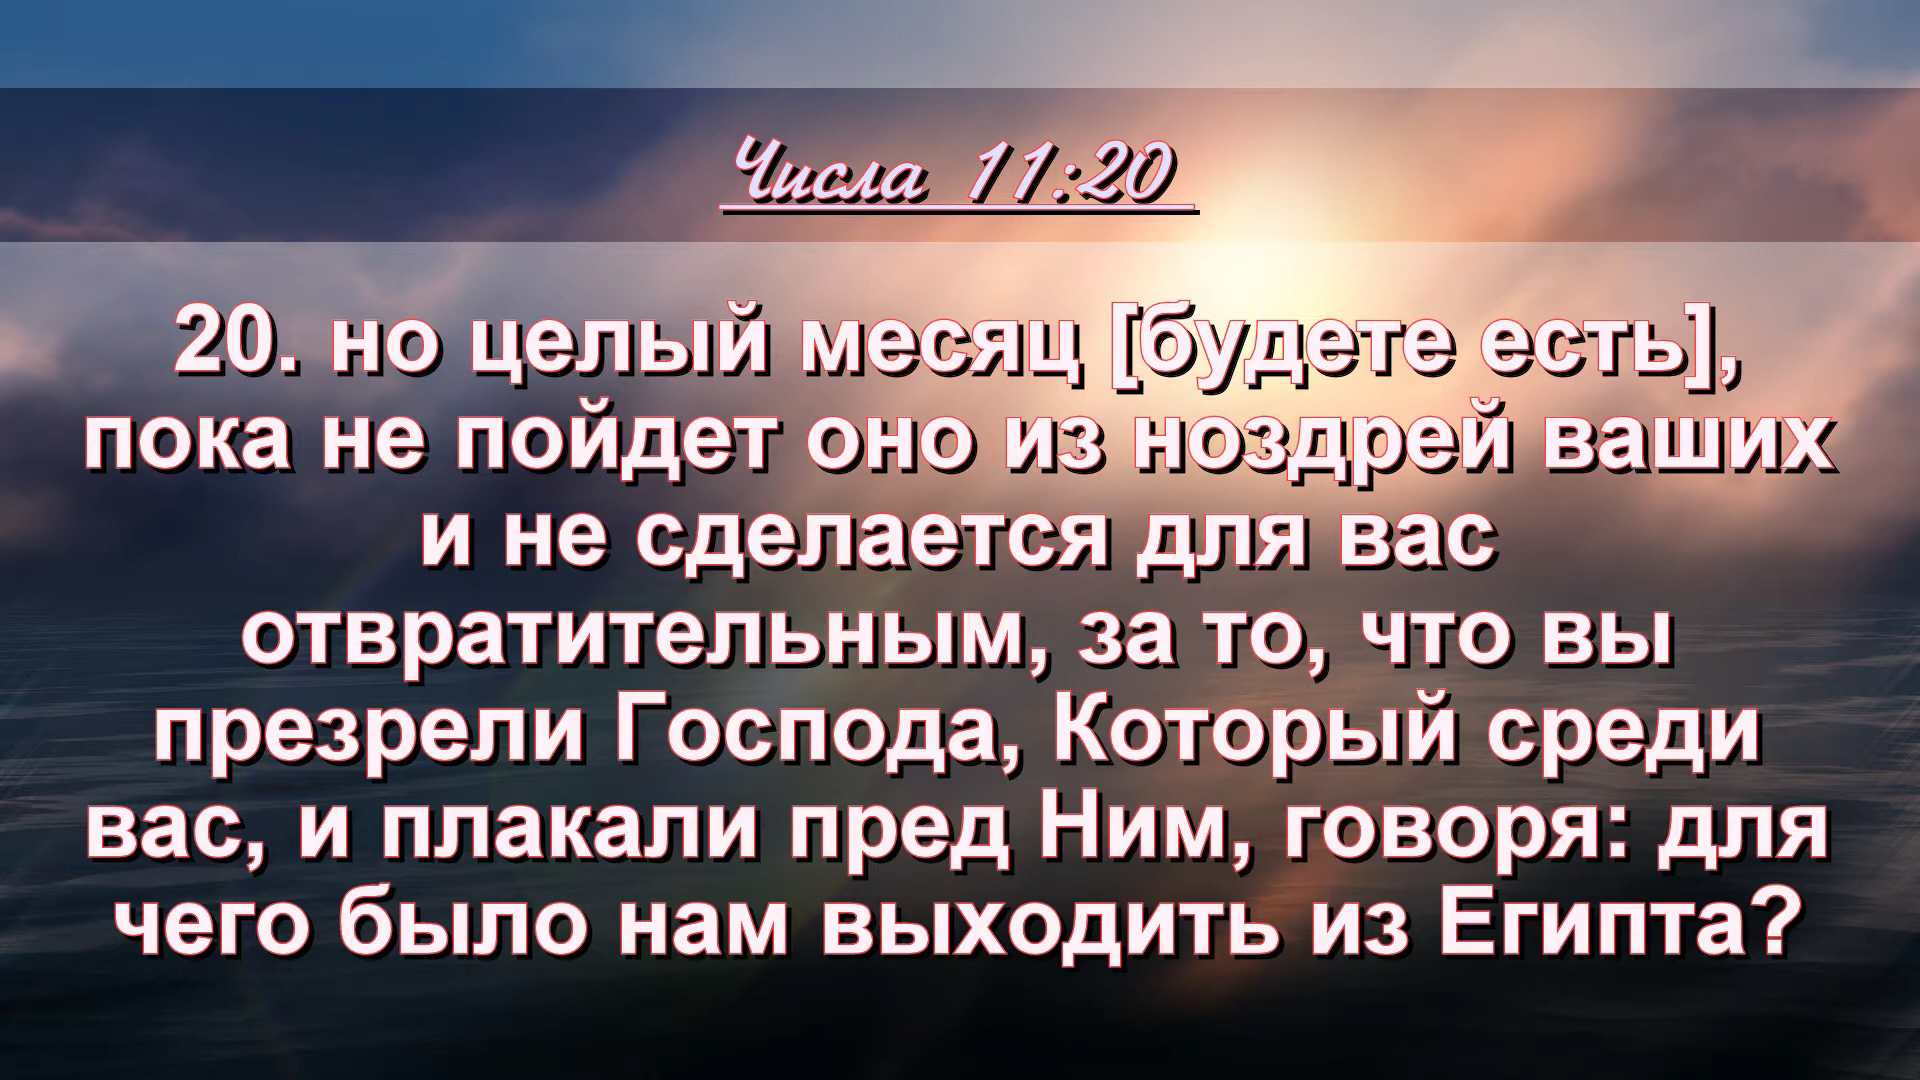 Числа 11:20
20. но целый месяц [будете есть],
пока не пойдет оно из ноздрей ваших
и не сделается для вас
отвратительным, за то, что вы
презрели Господа, Который среди
вас, и плакали пред Ним, говоря: для
чего было нам выходить из Египта?